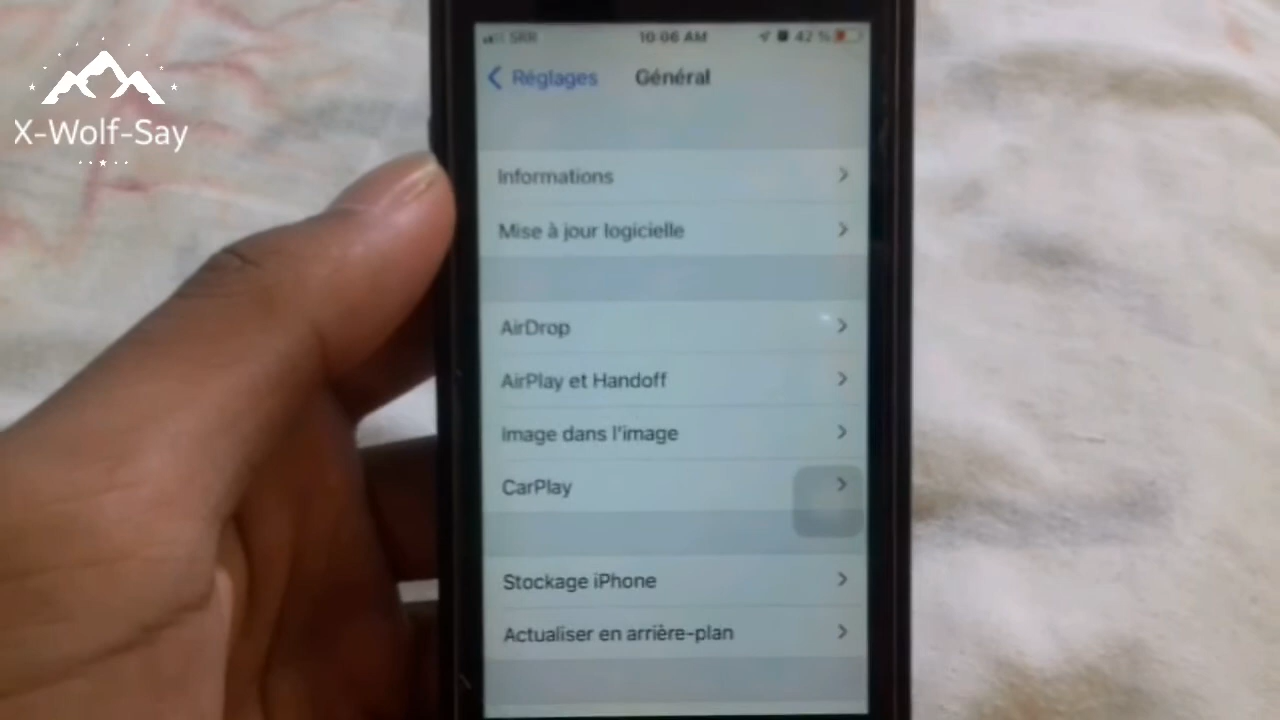 X-Wolf-Say
SRR 10:06 AM 42 %
Réglages Général
Informations
Mise à jour logicielle
AirDrop
AirPlay et Handoff
Image dans l'image
CarPlay
Stockage iPhone
Actualiser en arrière-plan